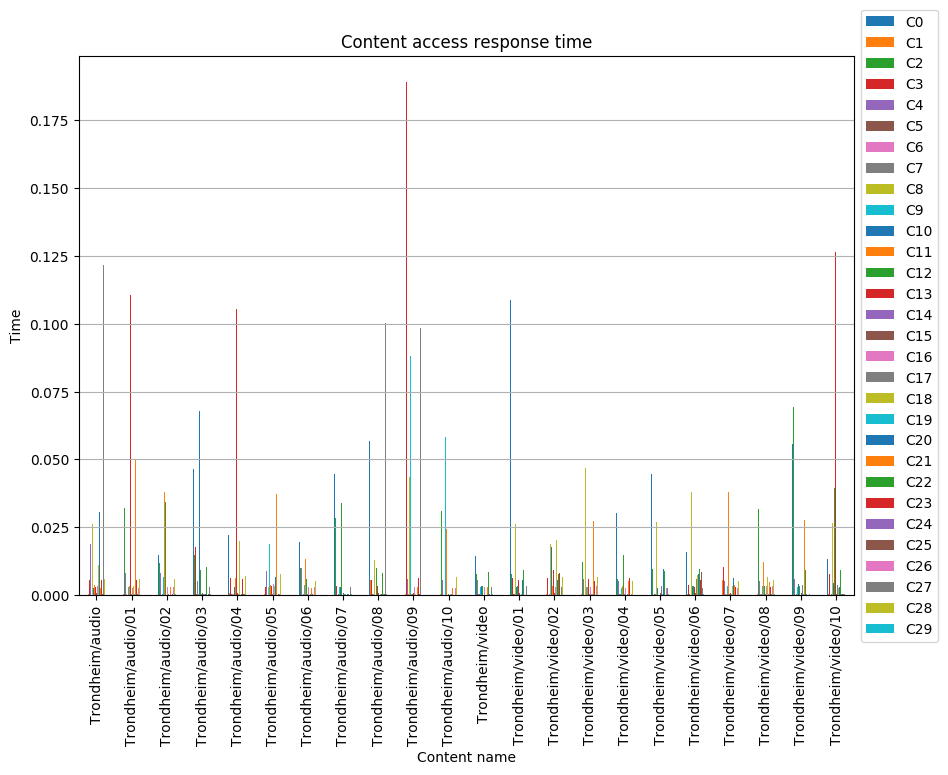 Content access response time
Time
0.175
0.150
0.125
0.100
0.075
0.050
0.025
0.000
Trondheim/audio
Trondheim/audio/01
Trondheim/audio/02
Trondheim/audio/03
Trondheim/audio/04
Trondheim/audio/05
Trondheim/audio/06
Trondheim/audio/07
Trondheim/audio/08
Trondheim/audio/09
Trondheim/audio/10
Trondheim/video
Trondheim/video/01
Trondheim/video/02
Trondheim/video/03
Trondheim/video/04
Trondheim/video/05
Trondheim/video/06
Trondheim/video/07
Trondheim/video/08
Trondheim/video/09
Trondheim/video/10
Content name
C0
C1
C2
C3
C4
C5
C6
C7
C8
C9
C10
C11
C12
C13
C14
C15
C16
C17
C18
C19
C20
C21
C22
C23
C24
C25
C26
C27
C28
C29